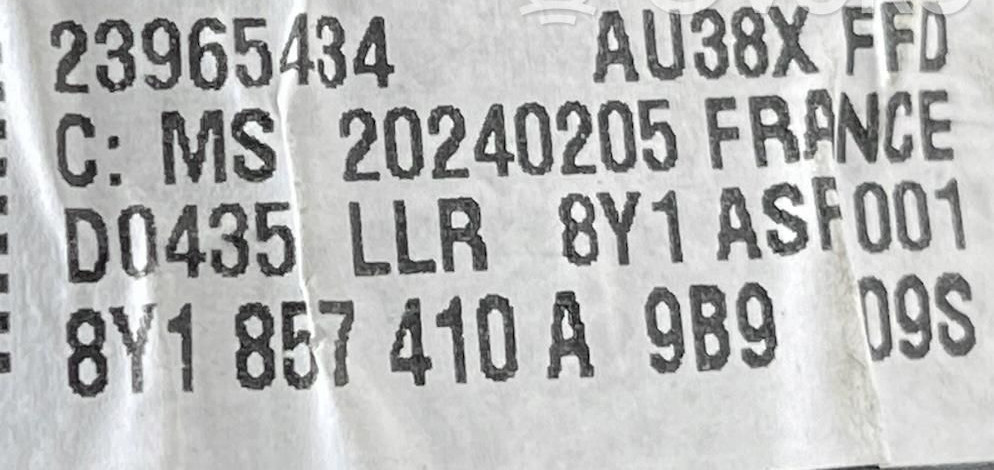 23965434 AU38X FFD
C: MS 20240205 FRANCE
D0435 LLR 8Y1 ASF001
8Y1 857 410 A 9B9 09S